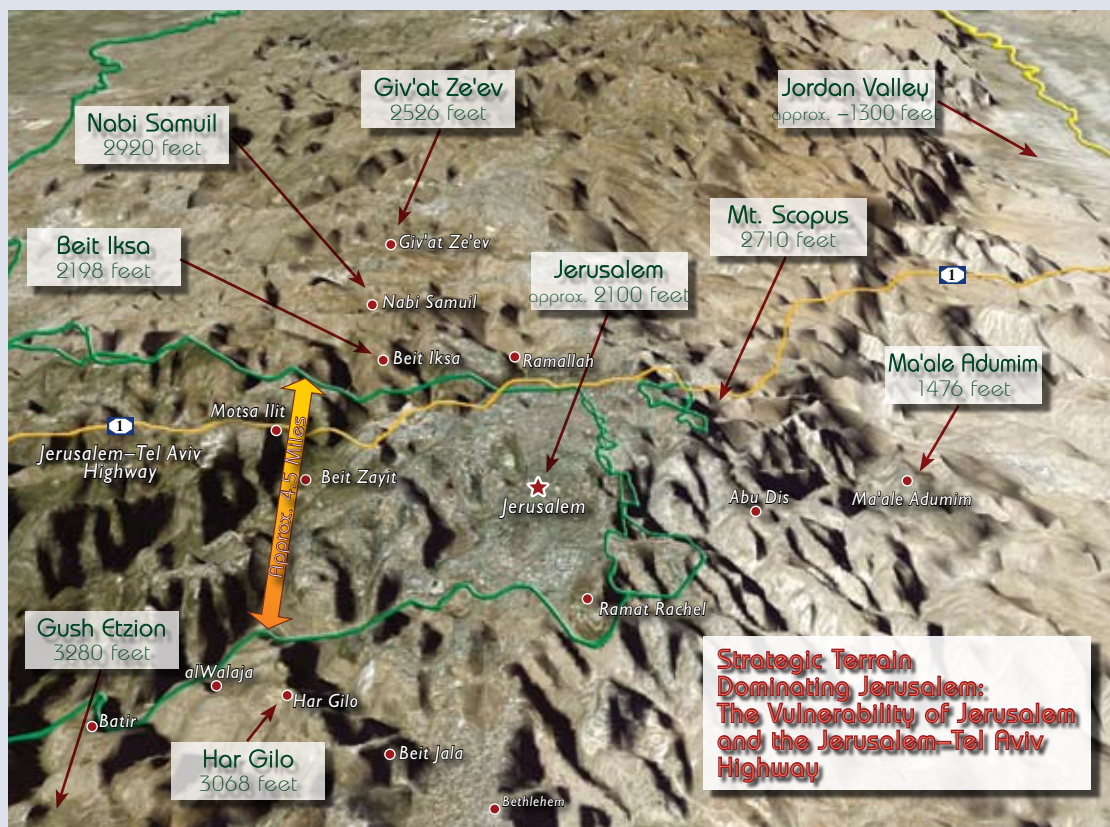 Giv'at Ze'ev
2526 feet
Jordan Valley
approx. –1300 feet
Nabi Samuil
2920 feet
Mt. Scopus
2710 feet
Beit Iksa
2198 feet
Giv'at Ze'ev
Jerusalem
approx. 2100 feet
1
Nabi Samuil
Beit Iksa
Ramallah
Ma'ale Adumim
1476 feet
Motsa Ilit
1
Jerusalem–Tel Aviv
Highway
Approx. 4.5 Miles
Beit Zayit
Jerusalem
Abu Dis
Ma'ale Adumim
Ramat Rachel
Gush Etzion
3280 feet
alWalaja
Har Gilo
Batir
Har Gilo
3068 feet
Beit Jala
Bethlehem
Strategic Terrain
Dominating Jerusalem:
The Vulnerability of Jerusalem
and the Jerusalem–Tel Aviv
Highway